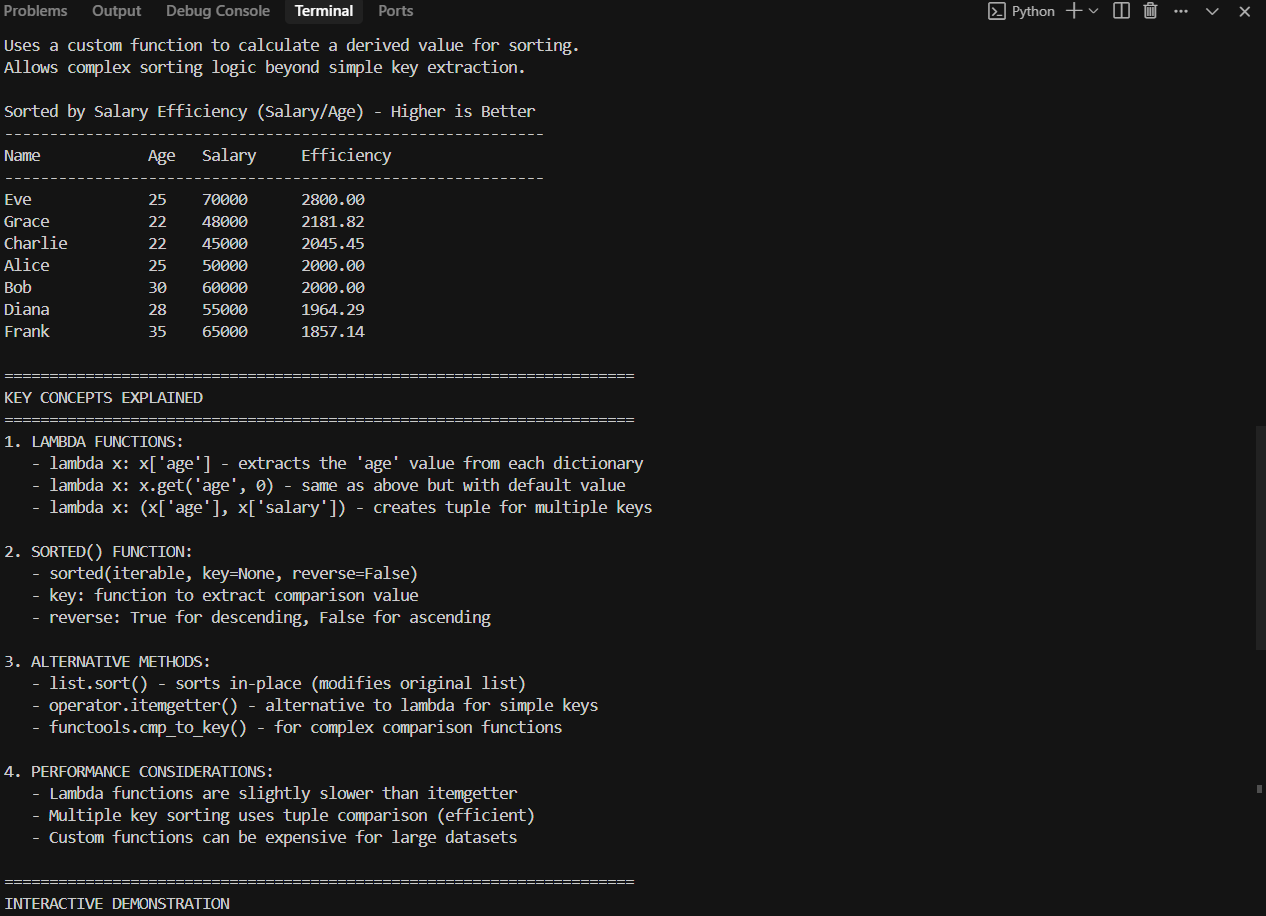 Problems Output Debug Console Terminal Ports Python
Uses a custom function to calculate a derived value for sorting.
Allows complex sorting logic beyond simple key extraction.
Sorted by Salary Efficiency (Salary/Age) - Higher is Better
------------------------------------------------------------
Name Age Salary Efficiency
------------------------------------------------------------
Eve 25 70000 2800.00
Grace 22 48000 2181.82
Charlie 22 45000 2045.45
Alice 25 50000 2000.00
Bob 30 60000 2000.00
Diana 28 55000 1964.29
Frank 35 65000 1857.14
======================================================================
KEY CONCEPTS EXPLAINED
======================================================================
1. LAMBDA FUNCTIONS:
- lambda x: x['age'] - extracts the 'age' value from each dictionary
- lambda x: x.get('age', 0) - same as above but with default value
- lambda x: (x['age'], x['salary']) - creates tuple for multiple keys
2. SORTED() FUNCTION:
- sorted(iterable, key=None, reverse=False)
- key: function to extract comparison value
- reverse: True for descending, False for ascending
3. ALTERNATIVE METHODS:
- list.sort() - sorts in-place (modifies original list)
- operator.itemgetter() - alternative to lambda for simple keys
- functools.cmp_to_key() - for complex comparison functions
4. PERFORMANCE CONSIDERATIONS:
- Lambda functions are slightly slower than itemgetter
- Multiple key sorting uses tuple comparison (efficient)
- Custom functions can be expensive for large datasets
======================================================================
INTERACTIVE DEMONSTRATION